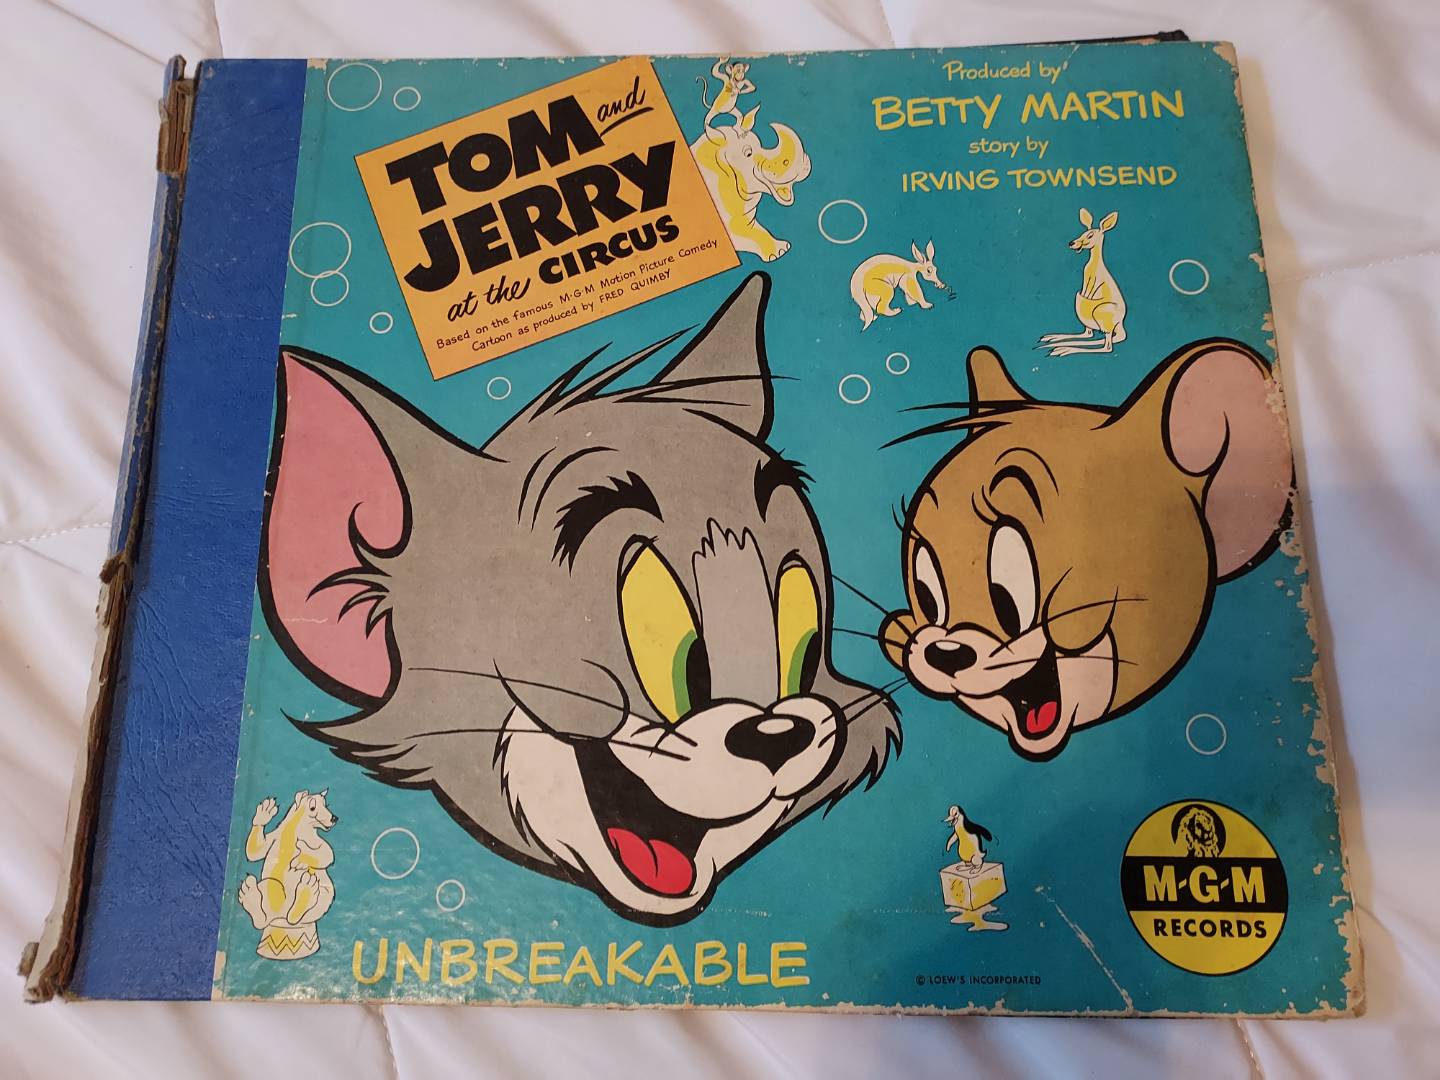 TOM and
JERRY
at the CIRCUS
Based on the famous M·G·M Motion Picture Comedy
Cartoon as produced by FRED QUIMBY
Produced by
BETTY MARTIN
story by
IRVING TOWNSEND
UNBREAKABLE
© LOEW'S INCORPORATED
M-G-M
RECORDS